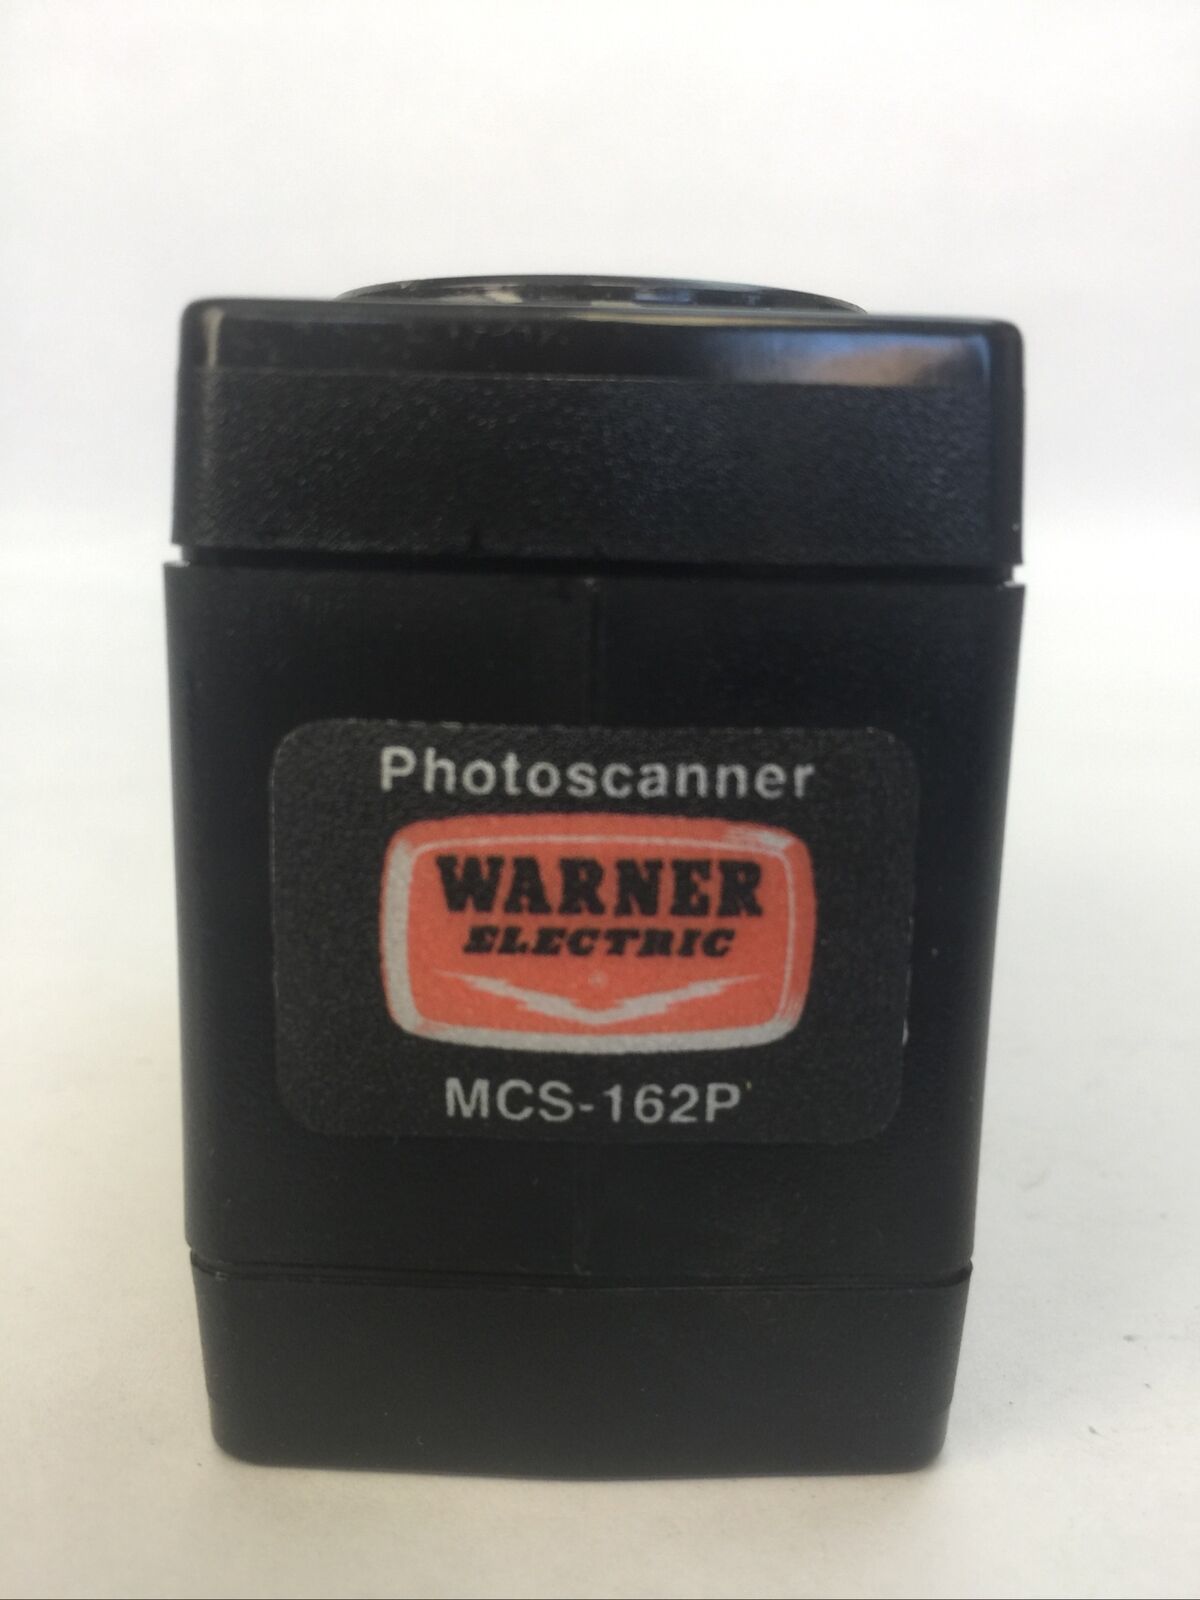 Photoscanner
WARNER
ELECTRIC
MCS-162P